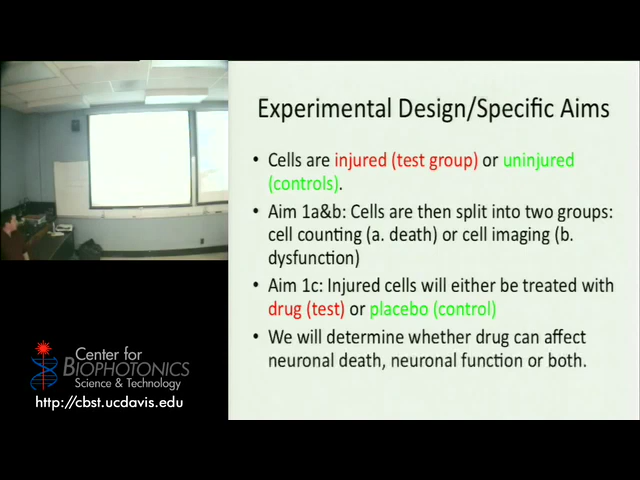 Experimental Design/Specific Aims
• Cells are injured (test group) or uninjured
(controls).
• Aim 1a&b: Cells are then split into two groups:
cell counting (a. death) or cell imaging (b.
dysfunction)
• Aim 1c: Injured cells will either be treated with
drug (test) or placebo (control)
• We will determine whether drug can affect
neuronal death, neuronal function or both.
Center for
BIOPHOTONICS
Science & Technology
http://cbst.ucdavis.edu